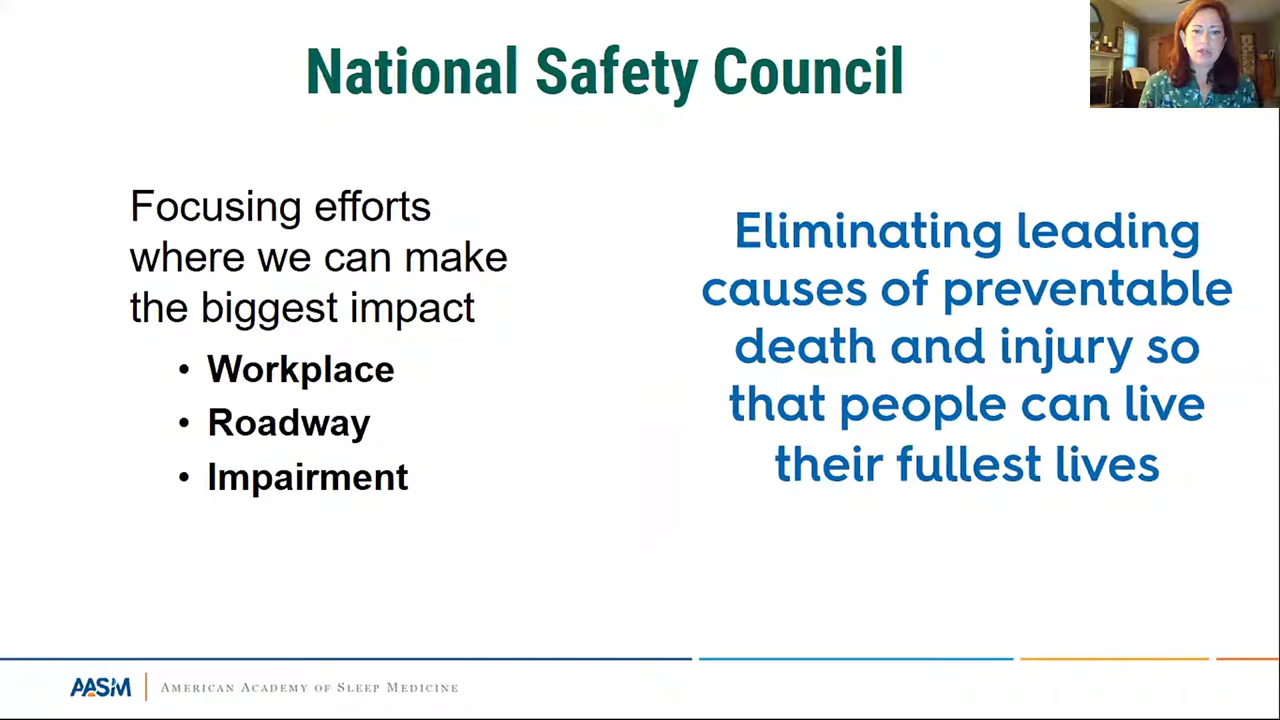 National Safety Council
Focusing efforts
where we can make
the biggest impact
• Workplace
• Roadway
• Impairment
Eliminating leading
causes of preventable
death and injury so
that people can live
their fullest lives
AASM
AMERICAN ACADEMY OF SLEEP MEDICINE